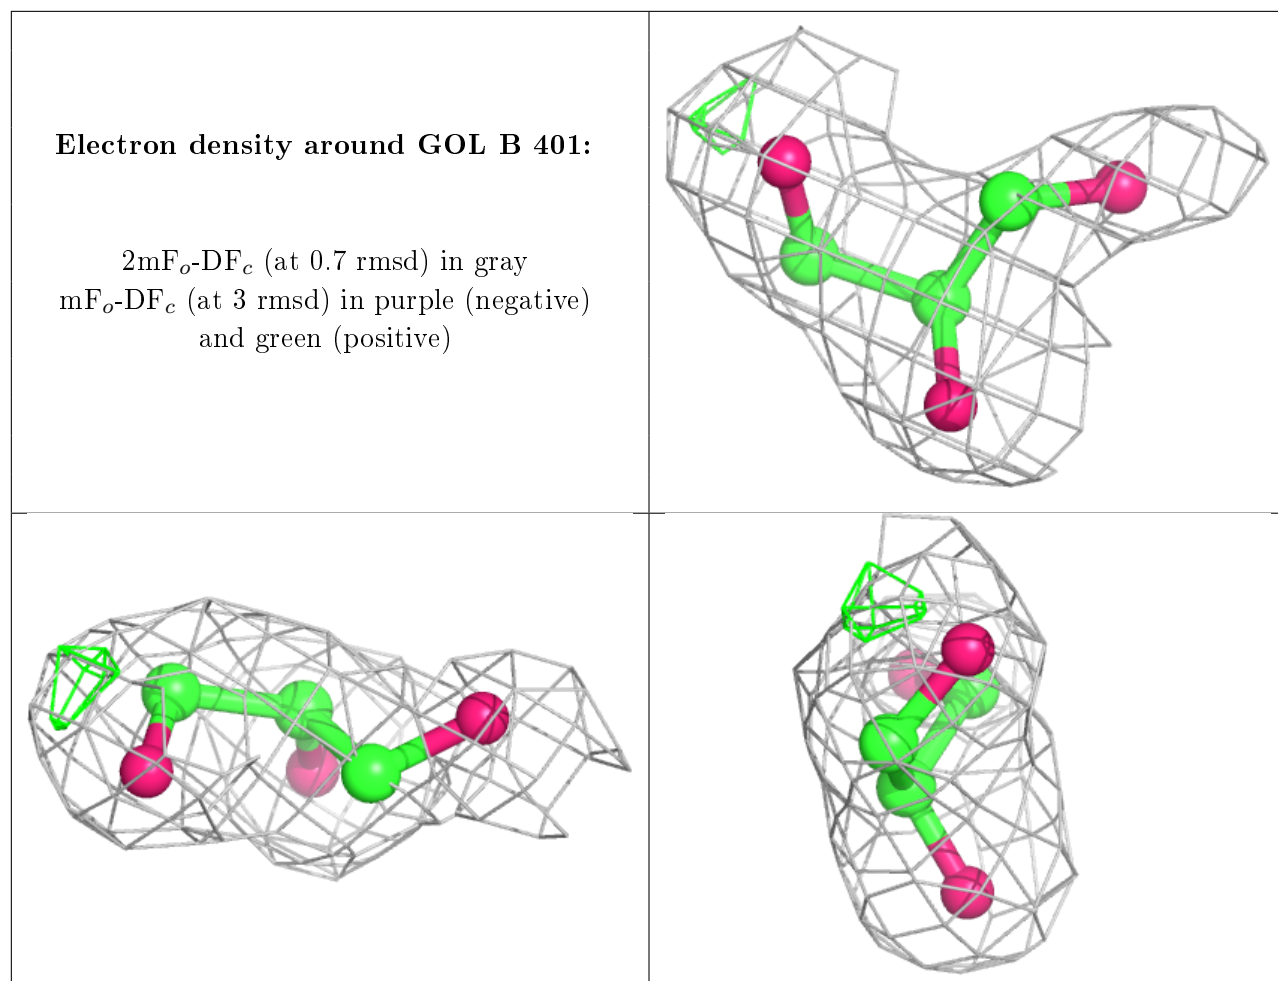 Electron density around GOL B 401:
2mFo-DFc (at 0.7 rmsd) in gray
mFo-DFc (at 3 rmsd) in purple (negative)
and green (positive)